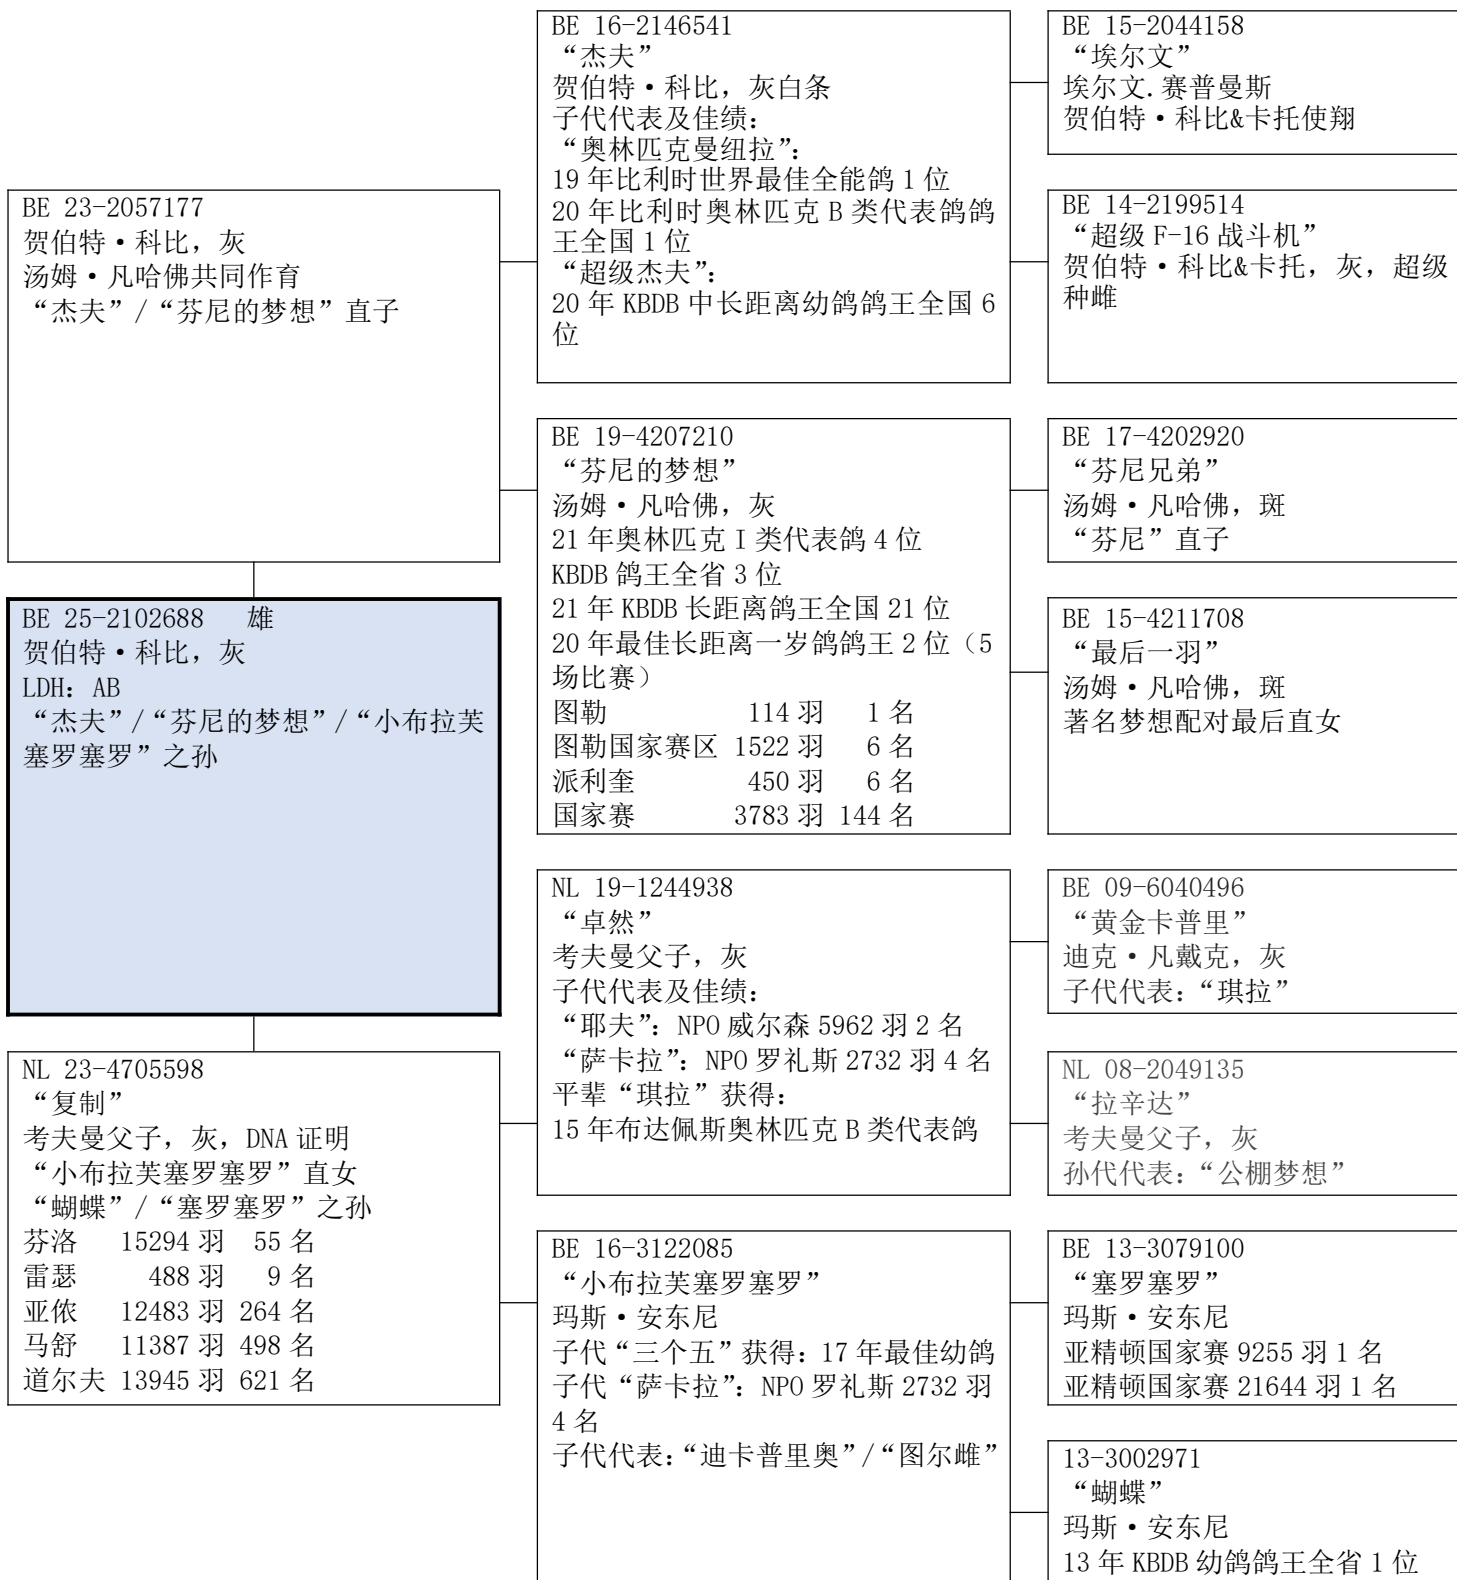 BE 23-2057177
贺伯特·科比，灰
汤姆·凡哈佛共同作育
“杰夫”/“芬尼的梦想”直子
BE 25-2102688 雄
贺伯特·科比，灰
LDH：AB
“杰夫”/“芬尼的梦想”/“小布拉芙
塞罗塞罗”之孙
NL 23-4705598
“复制”
考夫曼父子，灰，DNA 证明
“小布拉芙塞罗塞罗”直女
“蝴蝶”/“塞罗塞罗”之孙
芬洛 15294 羽 55 名
雷瑟 488 羽 9 名
亚侬 12483 羽 264 名
马舒 11387 羽 498 名
道尔夫 13945 羽 621 名
BE 16-2146541
“杰夫”
贺伯特·科比，灰白条
子代代表及佳绩：
“奥林匹克曼纽拉”：
19 年比利时世界最佳全能鸽 1 位
20 年比利时奥林匹克 B 类代表鸽鸽
王全国 1 位
“超级杰夫”：
20 年 KBDB 中长距离幼鸽鸽王全国 6
位
BE 19-4207210
“芬尼的梦想”
汤姆·凡哈佛，灰
21 年奥林匹克 I 类代表鸽 4 位
KBDB 鸽王全省 3 位
21 年 KBDB 长距离鸽王全国 21 位
20 年最佳长距离一岁鸽鸽王 2 位（5
场比赛）
图勒 114 羽 1 名
图勒国家赛区 1522 羽 6 名
派利奎 450 羽 6 名
国家赛 3783 羽 144 名
NL 19-1244938
“卓然”
考夫曼父子，灰
子代代表及佳绩：
“耶夫”：NPO 威尔森 5962 羽 2 名
“萨卡拉”：NPO 罗礼斯 2732 羽 4 名
平辈“琪拉”获得：
15 年布达佩斯奥林匹克 B 类代表鸽
BE 16-3122085
“小布拉芙塞罗塞罗”
玛斯·安东尼
子代“三个五”获得：17 年最佳幼鸽
子代“萨卡拉”：NPO 罗礼斯 2732 羽
4 名
子代代表：“迪卡普里奥”/“图尔雌”
BE 15-2044158
“埃尔文”
埃尔文.赛普曼斯
贺伯特·科比&卡托使翔
BE 14-2199514
“超级 F-16 战斗机”
贺伯特·科比&卡托，灰，超级
种雌
BE 17-4202920
“芬尼兄弟”
汤姆·凡哈佛，斑
“芬尼”直子
BE 15-4211708
“最后一羽”
汤姆·凡哈佛，斑
著名梦想配对最后直女
BE 09-6040496
“黄金卡普里”
迪克·凡戴克，灰
子代代表：“琪拉”
NL 08-2049135
“拉辛达”
考夫曼父子，灰
孙代代表：“公棚梦想”
BE 13-3079100
“塞罗塞罗”
玛斯·安东尼
亚精顿国家赛 9255 羽 1 名
亚精顿国家赛 21644 羽 1 名
13-3002971
“蝴蝶”
玛斯·安东尼
13 年 KBDB 幼鸽鸽王全省 1 位